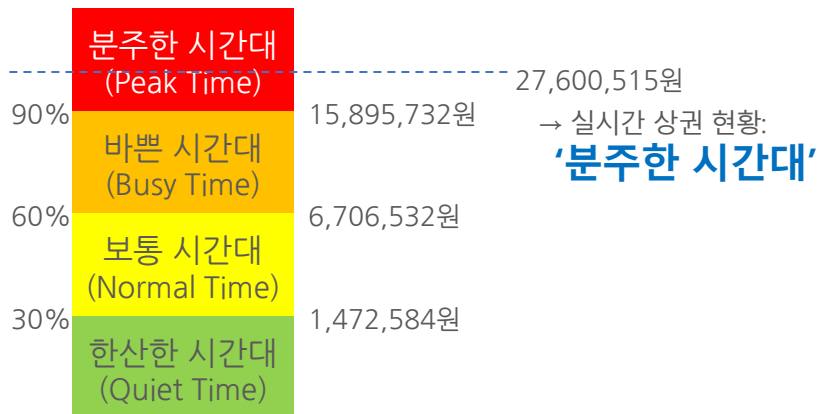 분주한 시간대
(Peak Time)
27,600,515원
90%
15,895,732원
→ 실시간 상권 현황:
‘분주한 시간대’
바쁜 시간대
(Busy Time)
60%
6,706,532원
보통 시간대
(Normal Time)
30%
1,472,584원
한산한 시간대
(Quiet Time)